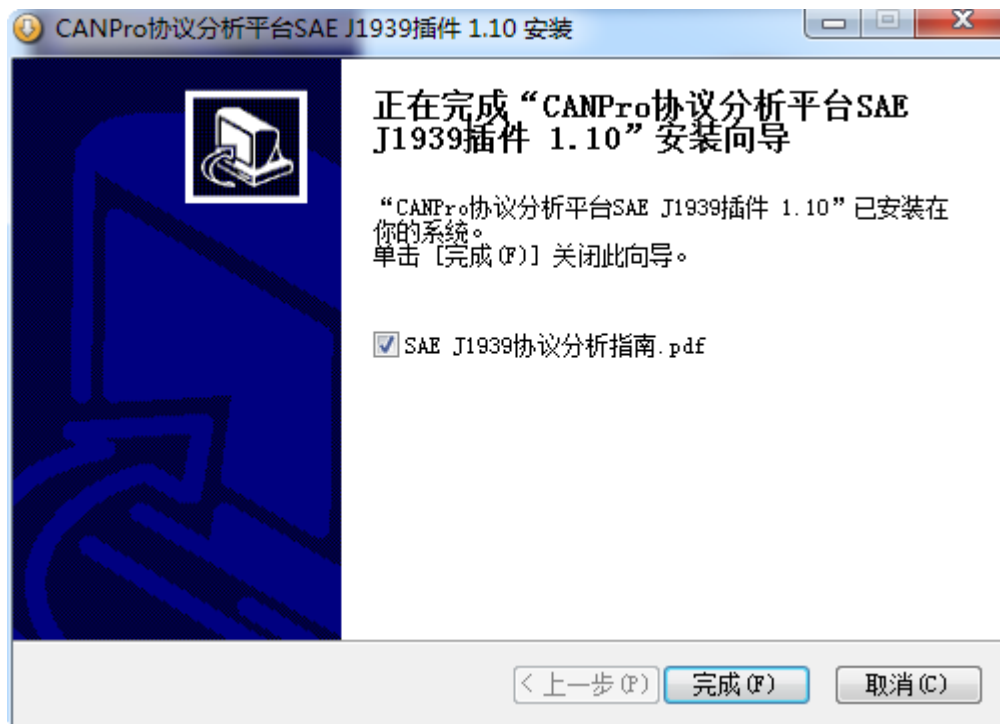 CANPro协议分析平台SAE J1939插件 1.10 安装
正在完成“CANPro协议分析平台SAE
J1939插件 1.10”安装向导
“CANPro协议分析平台SAE J1939插件 1.10”已安装在
你的系统。
单击 [完成(F)] 关闭此向导。
SAE J1939协议分析指南.pdf
< 上一步(P)
完成(F)
取消(C)